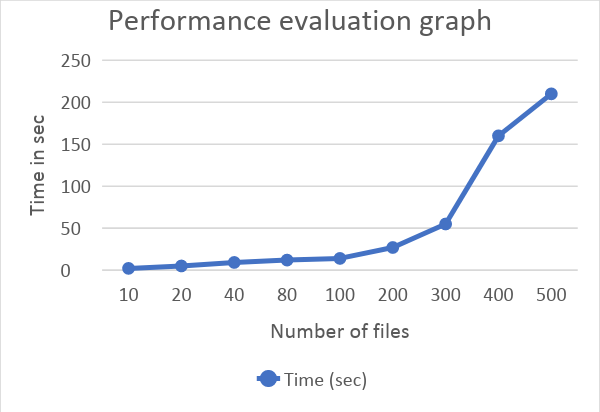 Performance evaluation graph
250
200
150
100
50
0
Time in sec
10 20 40 80 100 200 300 400 500
Number of files
Time (sec)